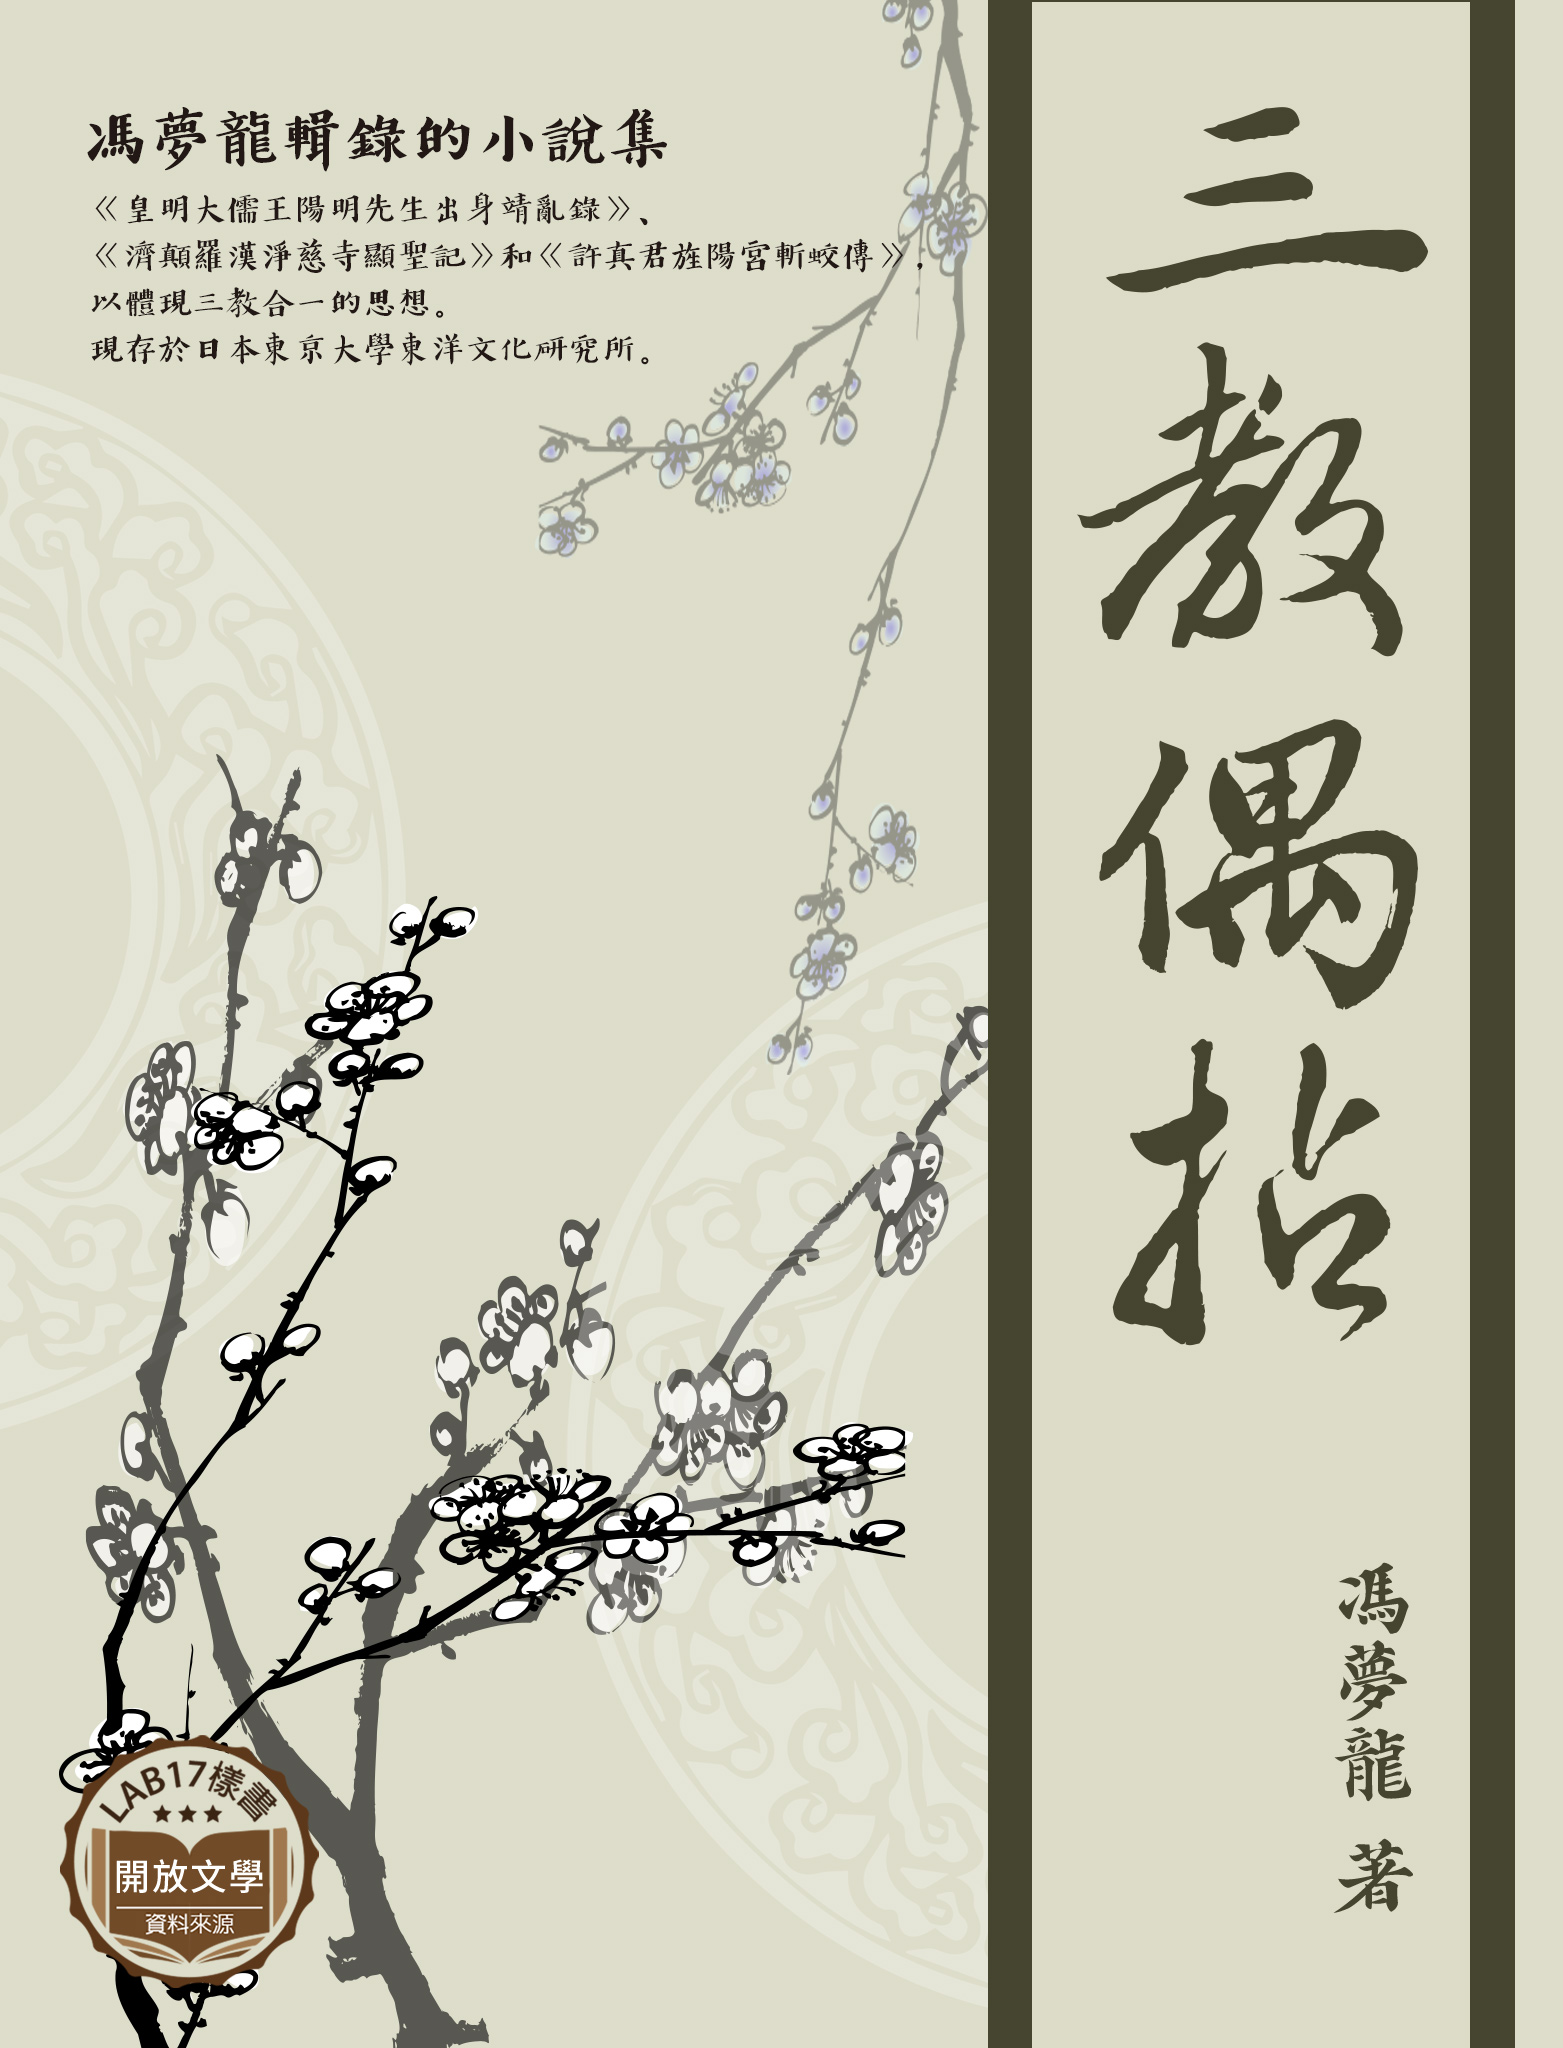 三教偶拈
馮夢龍 著
馮夢龍輯錄的小說集
《皇明大儒王陽明先生出身靖亂錄》、
《濟顛羅漢淨慈寺顯聖記》和《許真君旌陽宮斬蛟傳》，
以體現三教合一的思想。
現存於日本東京大學東洋文化研究所。
LAB17樣書
★★★
開放文學
資料來源